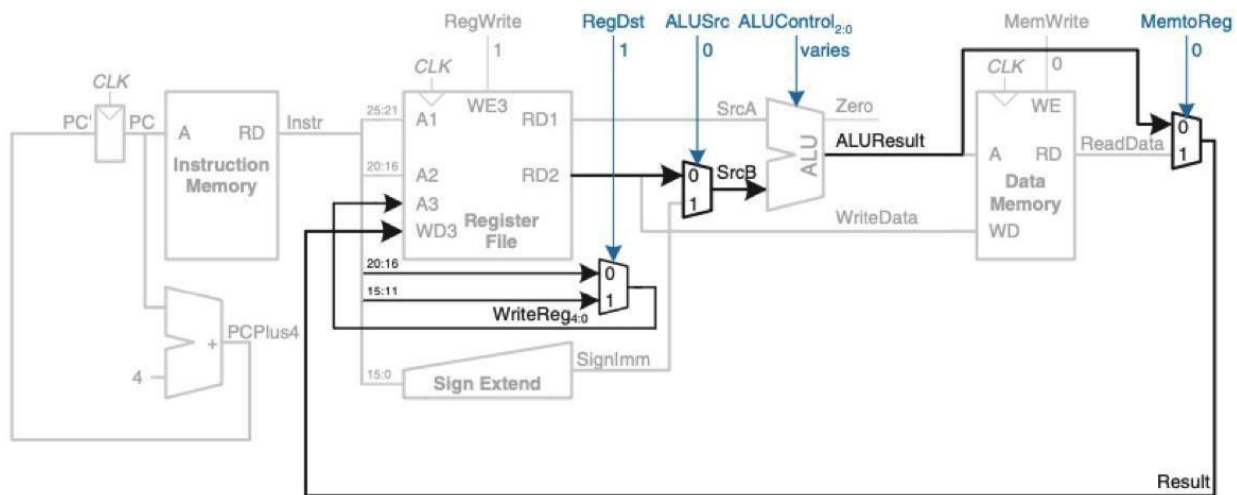 RegWrite RegDst ALUSrc ALUControl2:0 MemWrite MemtoReg
1 1 0 varies 0 0
CLK CLK CLK
PC' PC A RD Instr 25:21 A1 WE3 RD1 SrcA Zero WE 0
Instruction Memory
20:16 A2 RD2 0 SrcB ALU ALUResult A RD ReadData 1
A3 1 Data Memory
WD3 Register File WriteData WD
20:16 0
15:11 1
WriteReg4:0
PCPlus4
+
4 15:0 Sign Extend SignImm
Result